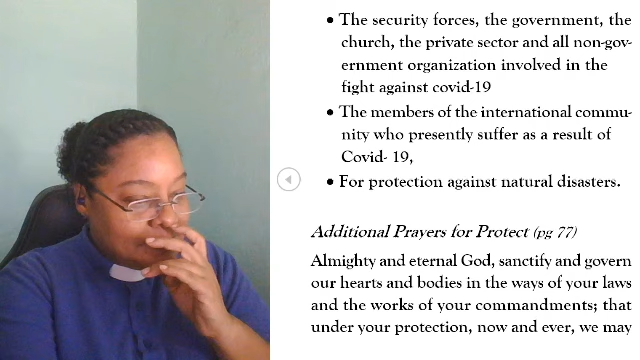 • The security forces, the government, the
church, the private sector and all non-gov-
ernment organization involved in the
fight against covid-19
• The members of the international commu-
nity who presently suffer as a result of
Covid- 19,
• For protection against natural disasters.
Additional Prayers for Protect (pg 77)
Almighty and eternal God, sanctify and govern
our hearts and bodies in the ways of your laws
and the works of your commandments; that
under your protection, now and ever, we may